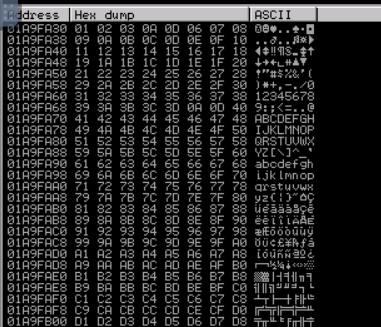 Address Hex dump ASCII
01A9FA30 01 02 03 0A 0D 06 07 08 ☺☻♥..♠.◘
01A9FA38 09 0A 0B 0C 0D 0E 0F 10 ..♂..♫☼►
01A9FA40 11 12 13 14 15 16 17 18 ◄↕‼¶§▬↨↑
01A9FA48 19 1A 1B 1C 1D 1E 1F 20 ↓→←∟↔▲▼
01A9FA50 21 22 23 24 25 26 27 28 !"#$%&'(
01A9FA58 29 2A 2B 2C 2D 2E 2F 30 )*+,-./0
01A9FA60 31 32 33 34 35 36 37 38 12345678
01A9FA68 39 3A 3B 3C 3D 0A 0D 40 9:;<=..@
01A9FA70 41 42 43 44 45 46 47 48 ABCDEFGH
01A9FA78 49 4A 4B 4C 4D 4E 4F 50 IJKLMNOP
01A9FA80 51 52 53 54 55 56 57 58 QRSTUVWX
01A9FA88 59 5A 5B 5C 5D 5E 5F 60 YZ[\]^_`
01A9FA90 61 62 63 64 65 66 67 68 abcdefgh
01A9FA98 69 6A 6B 6C 6D 6E 6F 70 ijklmnop
01A9FAA0 71 72 73 74 75 76 77 78 qrstuvwx
01A9FAA8 79 7A 7B 7C 7D 7E 7F 80 yz{|}~⌂Ç
01A9FAB0 81 82 83 84 85 86 87 88 üéâäàåçê
01A9FAB8 89 8A 8B 8C 8D 8E 8F 90 ëèïîìÄÅÉ
01A9FAC0 91 92 93 94 95 96 97 98 æÆôöòûùÿ
01A9FAC8 99 9A 9B 9C 9D 9E 9F A0 ÖÜ¢£¥₧ƒá
01A9FAD0 A1 A2 A3 A4 A5 A6 A7 A8 íóúñÑªº¿
01A9FAD8 A9 AA AB AC AD AE AF B0 ⌐¬½¼¡«»░
01A9FAE0 B1 B2 B3 B4 B5 B6 B7 B8 ▒▓│┤╡╢╖╕
01A9FAE8 B9 BA BB BC BD BE BF C0 ╣║╗╝╜╛┐└
01A9FAF0 C1 C2 C3 C4 C5 C6 C7 C8 ┴┬├─┼╞╟╚
01A9FAF8 C9 CA CB CC CD CE CF D0 ╔╩╦╠═╬╧╨
01A9FB00 D1 D2 D3 D4 D5 D6 D7 D8 ╤╥╙╘╒╓╫╪